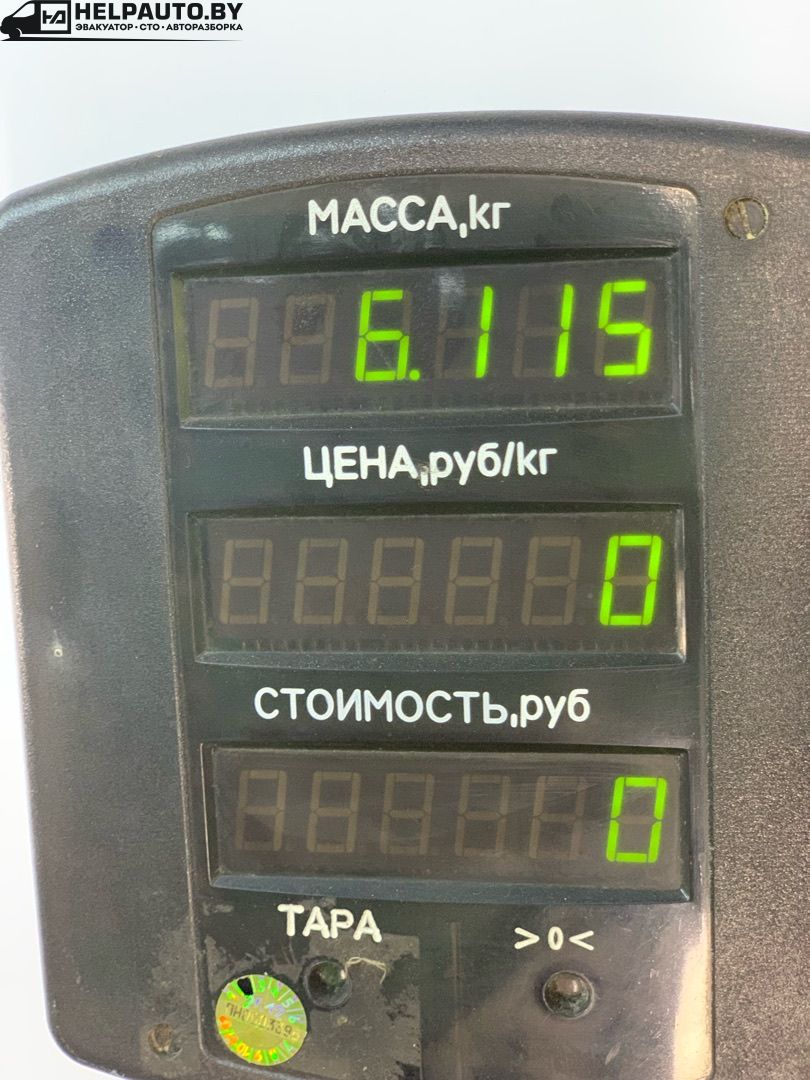 HELPAUTO.BY
ЭВАКУАТОР · СТО · АВТОРАЗБОРКА
МАССА,кг
6.115
ЦЕНА,руб/кг
0
СТОИМОСТЬ,руб
0
ТАРА
>0<